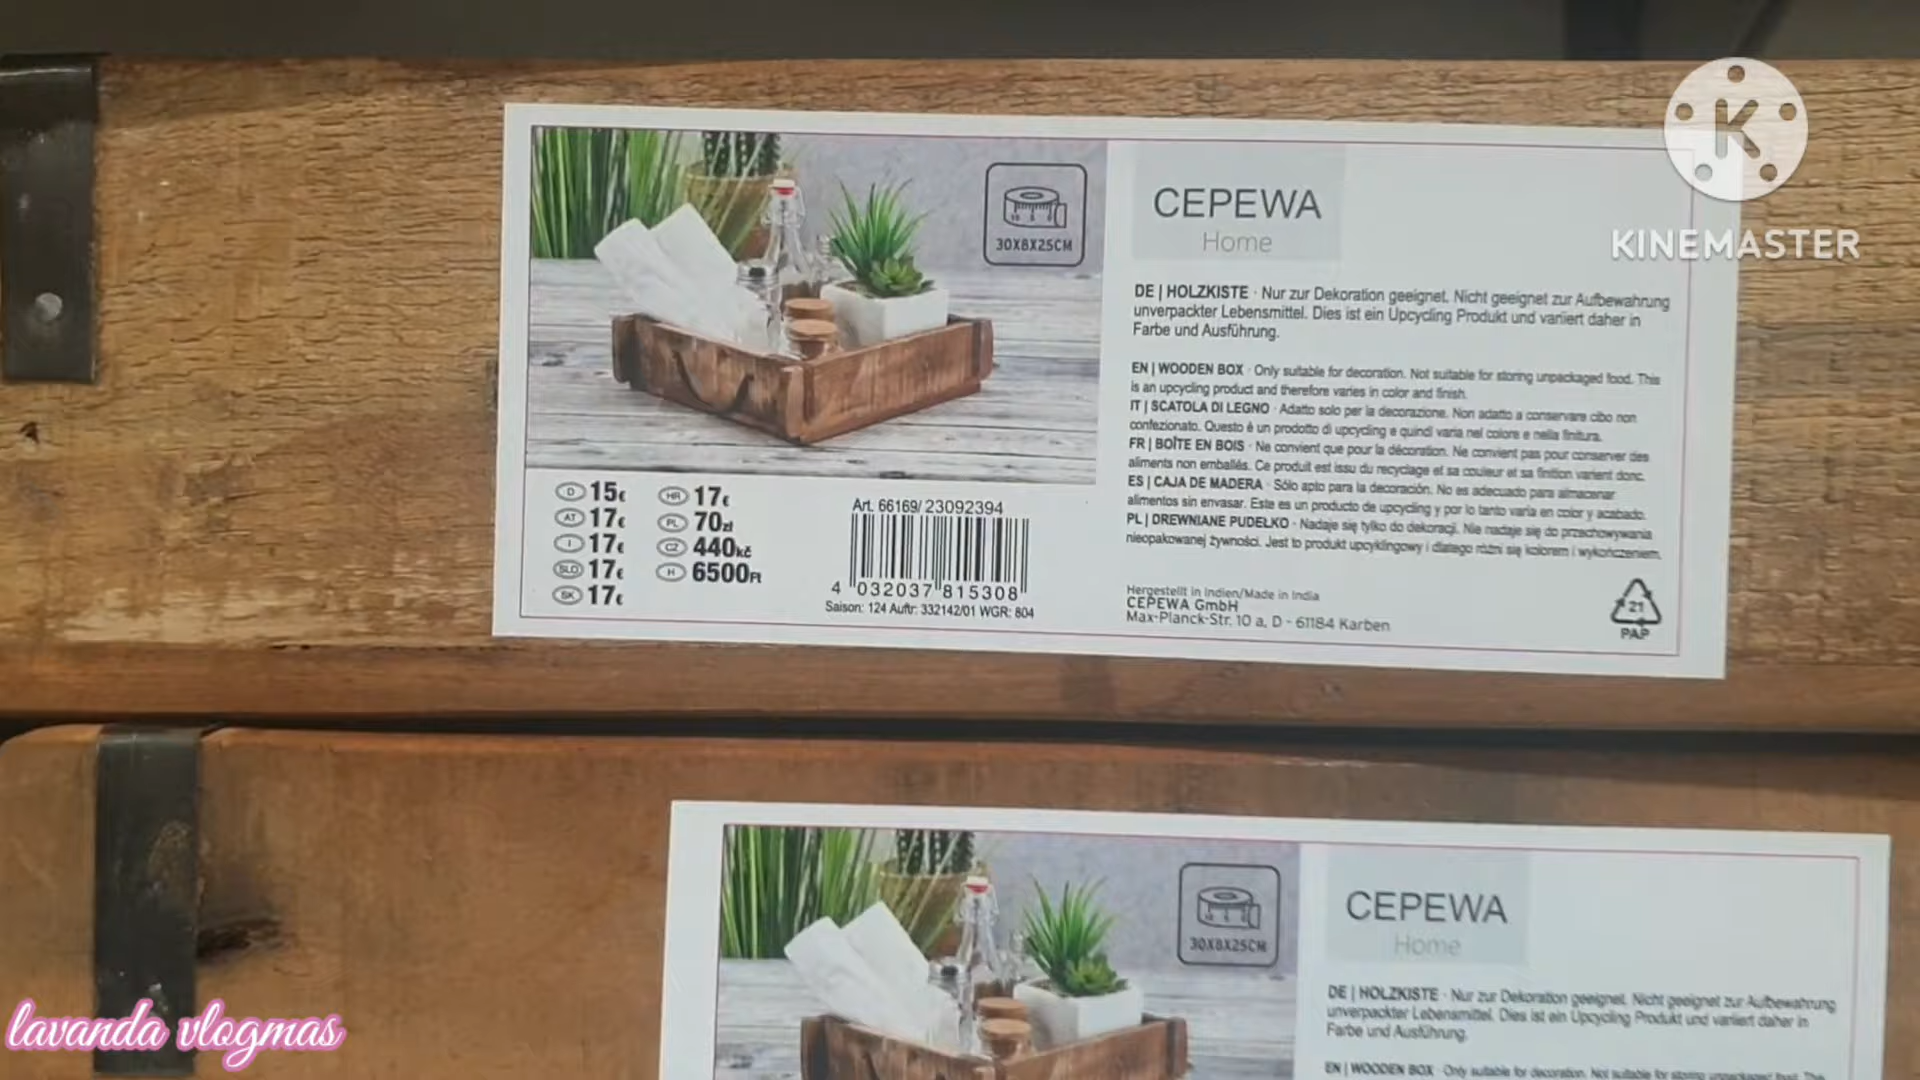 KINEMASTER
30X8X25CM
CEPEWA
Home
DE | HOLZKISTE · Nur zur Dekoration geeignet. Nicht geeignet zur Aufbewahrung
unverpackter Lebensmittel. Dies ist ein Upcycling Produkt und variiert daher in
Farbe und Ausführung.
EN | WOODEN BOX · Only suitable for decoration. Not suitable for storing unpackaged food. This
is an upcycling product and therefore varies in color and finish.
IT | SCATOLA DI LEGNO · Adatto solo per la decorazione. Non adatto a conservare cibo non
confezionato. Questo è un prodotto di upcycling e quindi varia nel colore e nella finitura.
FR | BOÎTE EN BOIS · Ne convient que pour la décoration. Ne convient pas pour conserver des
aliments non emballés. Ce produit est issu du recyclage et sa couleur et sa finition varient donc.
ES | CAJA DE MADERA · Sólo apto para la decoración. No es adecuado para almacenar
alimentos sin envasar. Este es un producto de upcycling y por lo tanto varía en color y acabado.
PL | DREWNIANE PUDEŁKO · Nadaje się tylko do dekoracji. Nie nadaje się do przechowywania
nieopakowanej żywności. Jest to produkt upcyklingowy i dlatego różni się kolorem i wykończeniem.
D 15€ HR 17€
AT 17€ PL 70zł
I 17€ CZ 440kč
SLO 17€ H 6500Ft
SK 17€
Art. 66169/ 23092394
4 032037 815308
Saison: 124 Auftr: 332142/01 WGR: 804
Hergestellt in Indien/Made in India
CEPEWA GmbH
Max-Planck-Str. 10 a, D - 61184 Karben
21
PAP
30X8X25CM
CEPEWA
Home
DE | HOLZKISTE · Nur zur Dekoration geeignet. Nicht geeignet zur Aufbewahrung
unverpackter Lebensmittel. Dies ist ein Upcycling Produkt und variiert daher in
Farbe und Ausführung.
EN | WOODEN BOX · Only suitable for decoration. Not suitable for storing unpackaged food. This
lavanda vlogmas